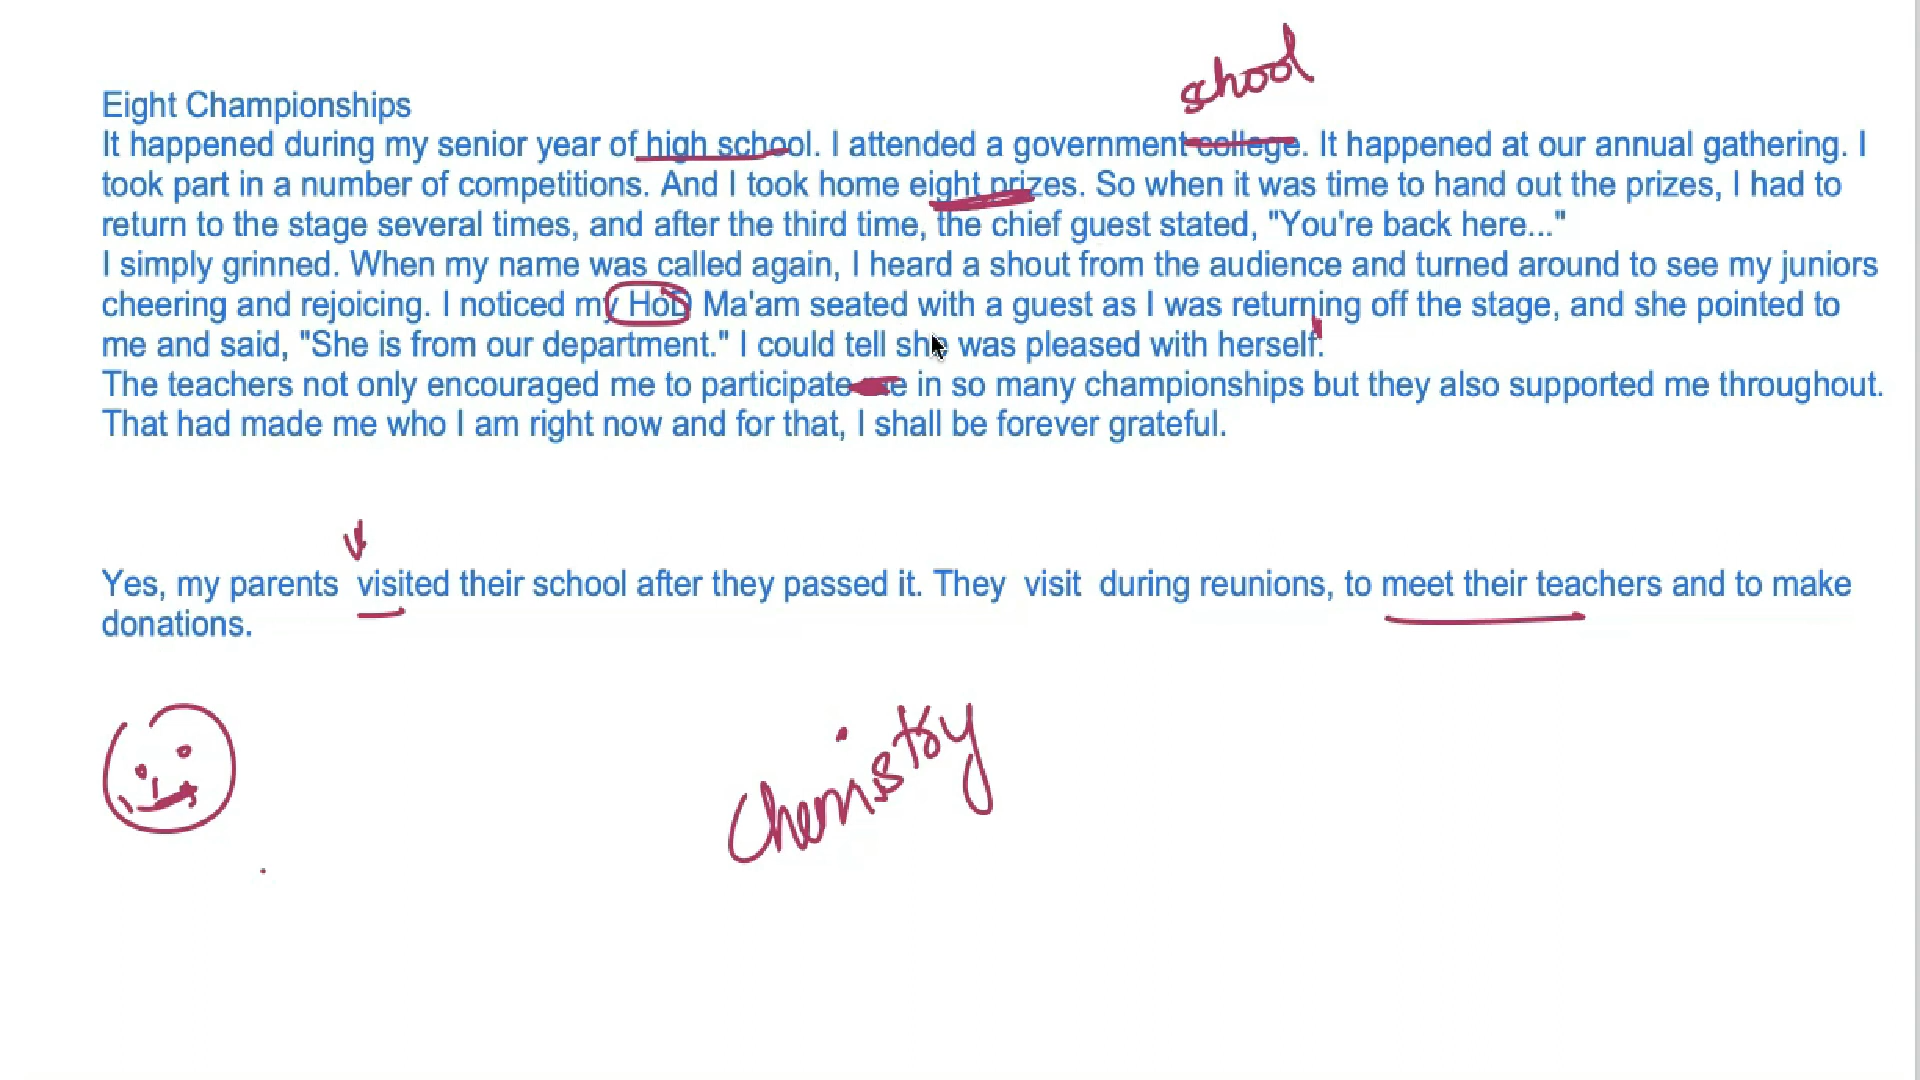 school
Eight Championships
It happened during my senior year of high school. I attended a government college. It happened at our annual gathering. I
took part in a number of competitions. And I took home eight prizes. So when it was time to hand out the prizes, I had to
return to the stage several times, and after the third time, the chief guest stated, "You're back here..."
I simply grinned. When my name was called again, I heard a shout from the audience and turned around to see my juniors
cheering and rejoicing. I noticed my HoD Ma'am seated with a guest as I was returning off the stage, and she pointed to
me and said, "She is from our department." I could tell she was pleased with herself.
The teachers not only encouraged me to participate in so many championships but they also supported me throughout.
That had made me who I am right now and for that, I shall be forever grateful.
Yes, my parents visited their school after they passed it. They visit during reunions, to meet their teachers and to make
donations.
Chemistry